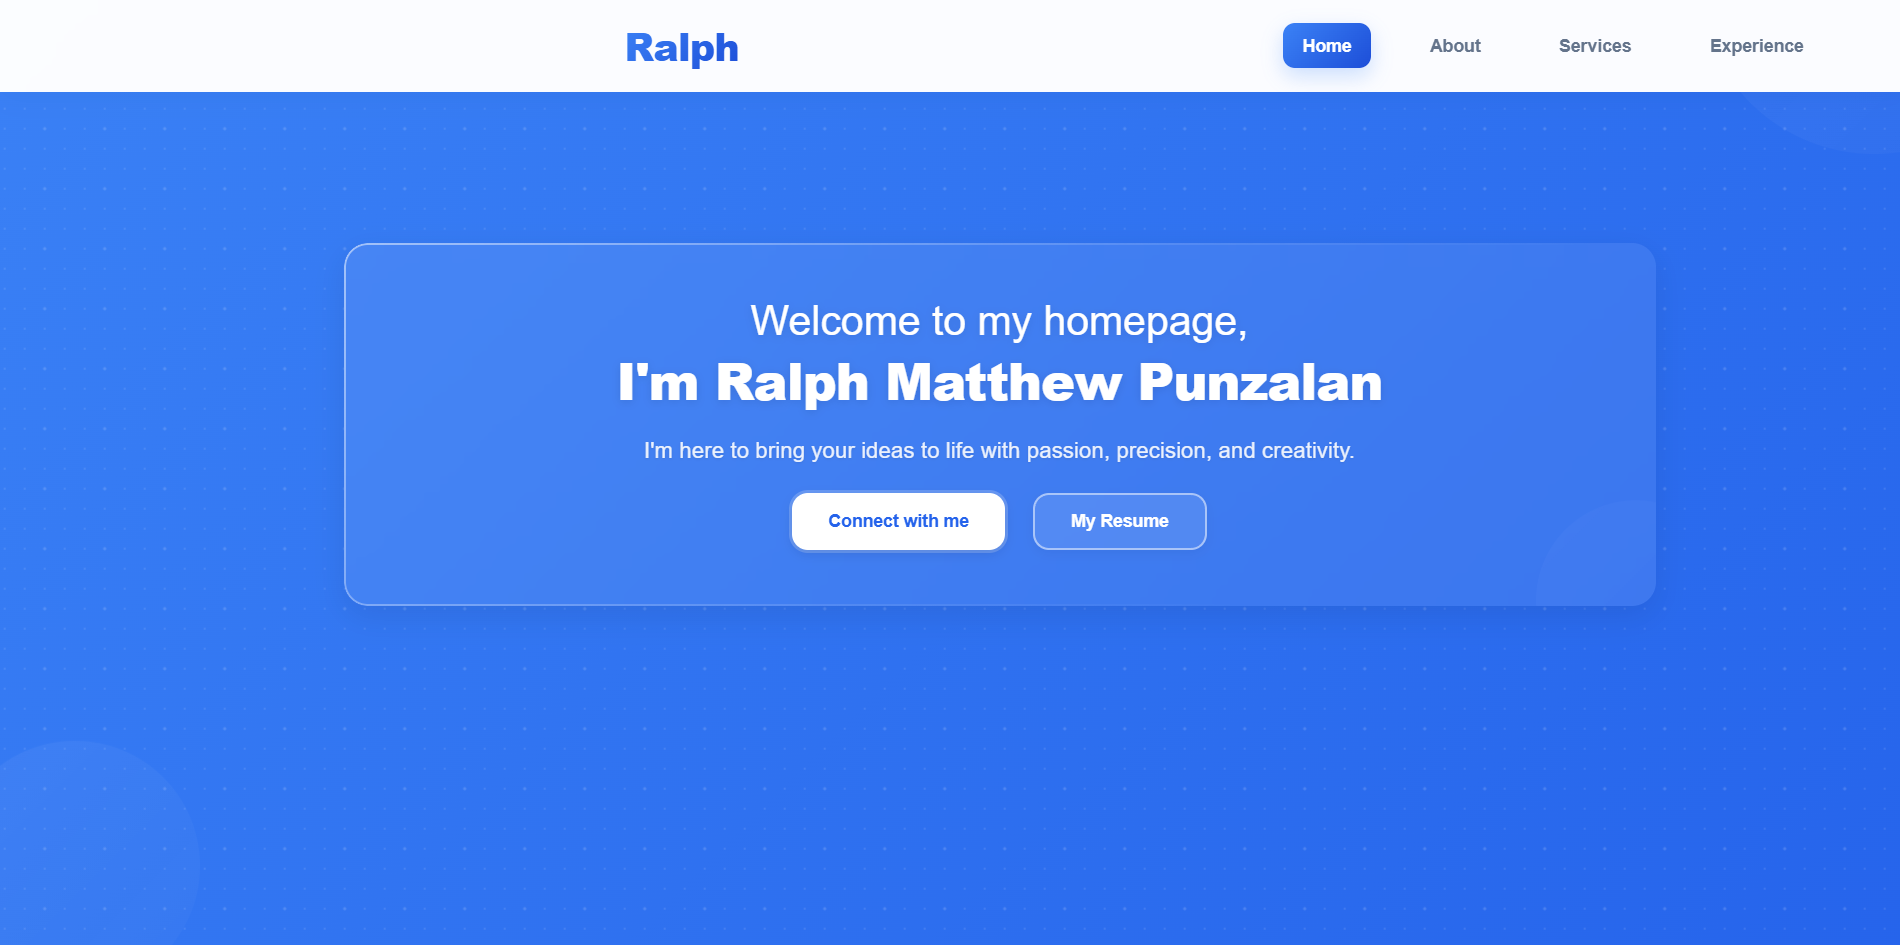 Ralph
Home
About
Services
Experience
Welcome to my homepage,
I'm Ralph Matthew Punzalan
I'm here to bring your ideas to life with passion, precision, and creativity.
Connect with me
My Resume